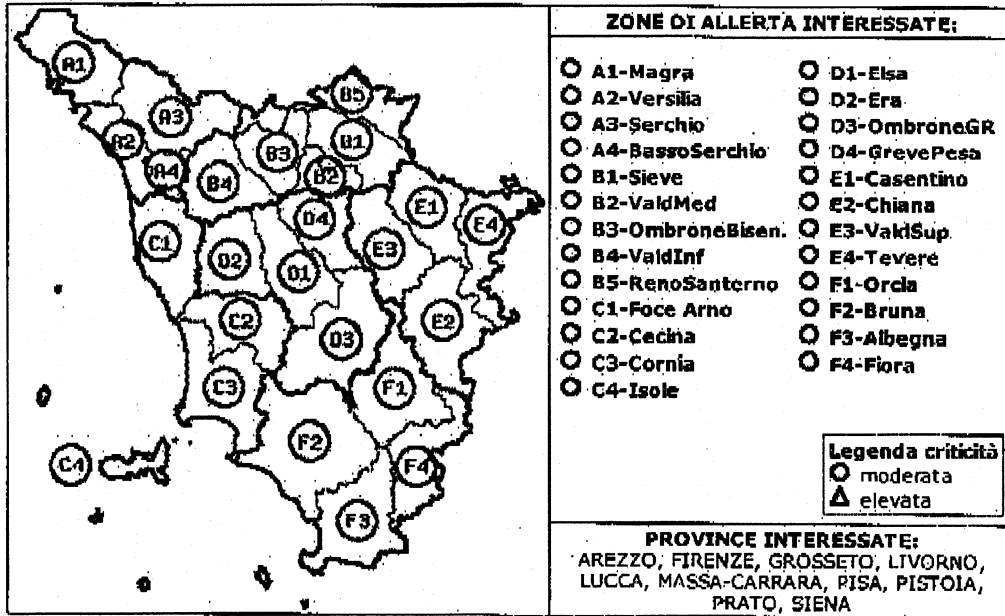 A1
A2
A3
A4
B5
B1
B3
B2
B4
D4
E1
E4
C1
D2
D1
E3
C2
D3
E2
C3
F1
F2
F4
C4
F3
ZONE DI ALLERTA INTERESSATE:
A1-Magra
A2-Versilia
A3-Serchio
A4-BassoSerchio
B1-Sieve
B2-ValdMed
B3-OmbroneBisen.
B4-ValdInf
B5-RenoSanterno
C1-Foce Arno
C2-Cecina
C3-Cornia
C4-Isole
D1-Elsa
D2-Era
D3-OmbroneGR
D4-GrevePesa
E1-Casentino
E2-Chiana
E3-ValdSup
E4-Tevere
F1-Orcia
F2-Bruna
F3-Albegna
F4-Fiora
Legenda criticità
moderata
elevata
PROVINCE INTERESSATE:
AREZZO, FIRENZE, GROSSETO, LIVORNO,
LUCCA, MASSA-CARRARA, PISA, PISTOIA,
PRATO, SIENA